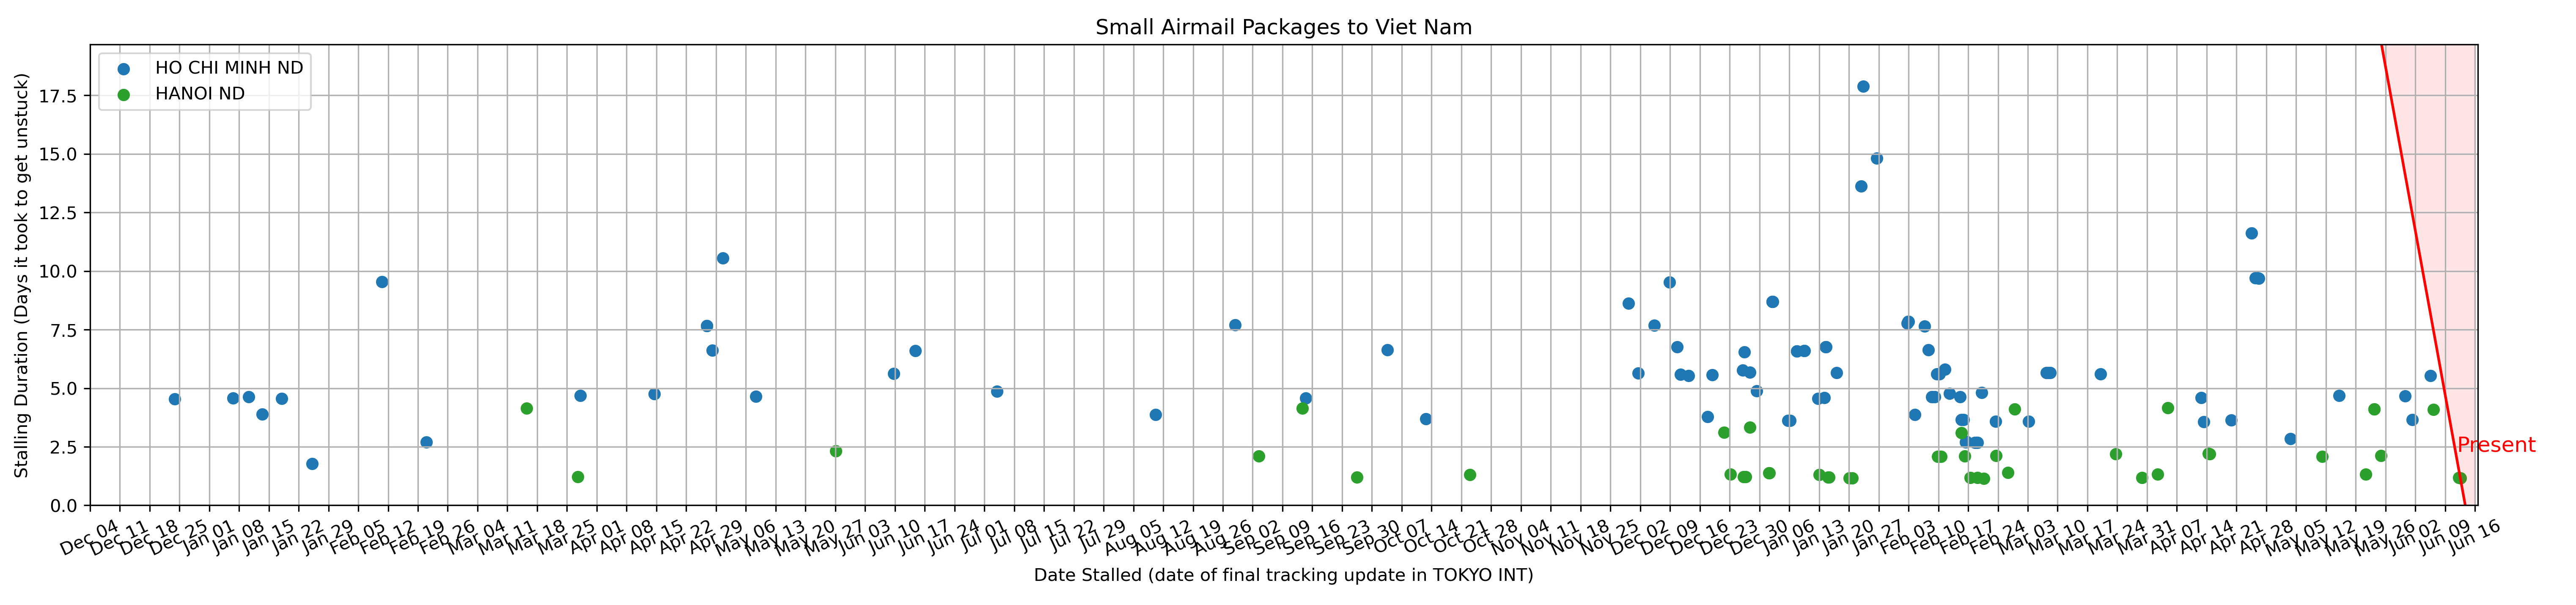 Small Airmail Packages to Viet Nam
HO CHI MINH ND
HANOI ND
Stalling Duration (Days it took to get unstuck)
17.5
15.0
12.5
10.0
7.5
5.0
2.5
0.0
Present
Dec 04
Dec 11
Dec 18
Dec 25
Jan 01
Jan 08
Jan 15
Jan 22
Jan 29
Feb 05
Feb 12
Feb 19
Feb 26
Mar 04
Mar 11
Mar 18
Mar 25
Apr 01
Apr 08
Apr 15
Apr 22
Apr 29
May 06
May 13
May 20
May 27
Jun 03
Jun 10
Jun 17
Jun 24
Jul 01
Jul 08
Jul 15
Jul 22
Jul 29
Aug 05
Aug 12
Aug 19
Aug 26
Sep 02
Sep 09
Sep 16
Sep 23
Sep 30
Oct 07
Oct 14
Oct 21
Oct 28
Nov 04
Nov 11
Nov 18
Nov 25
Dec 02
Dec 09
Dec 16
Dec 23
Dec 30
Jan 06
Jan 13
Jan 20
Jan 27
Feb 03
Feb 10
Feb 17
Feb 24
Mar 03
Mar 10
Mar 17
Mar 24
Mar 31
Apr 07
Apr 14
Apr 21
Apr 28
May 05
May 12
May 19
May 26
Jun 02
Jun 09
Jun 16
Date Stalled (date of final tracking update in TOKYO INT)